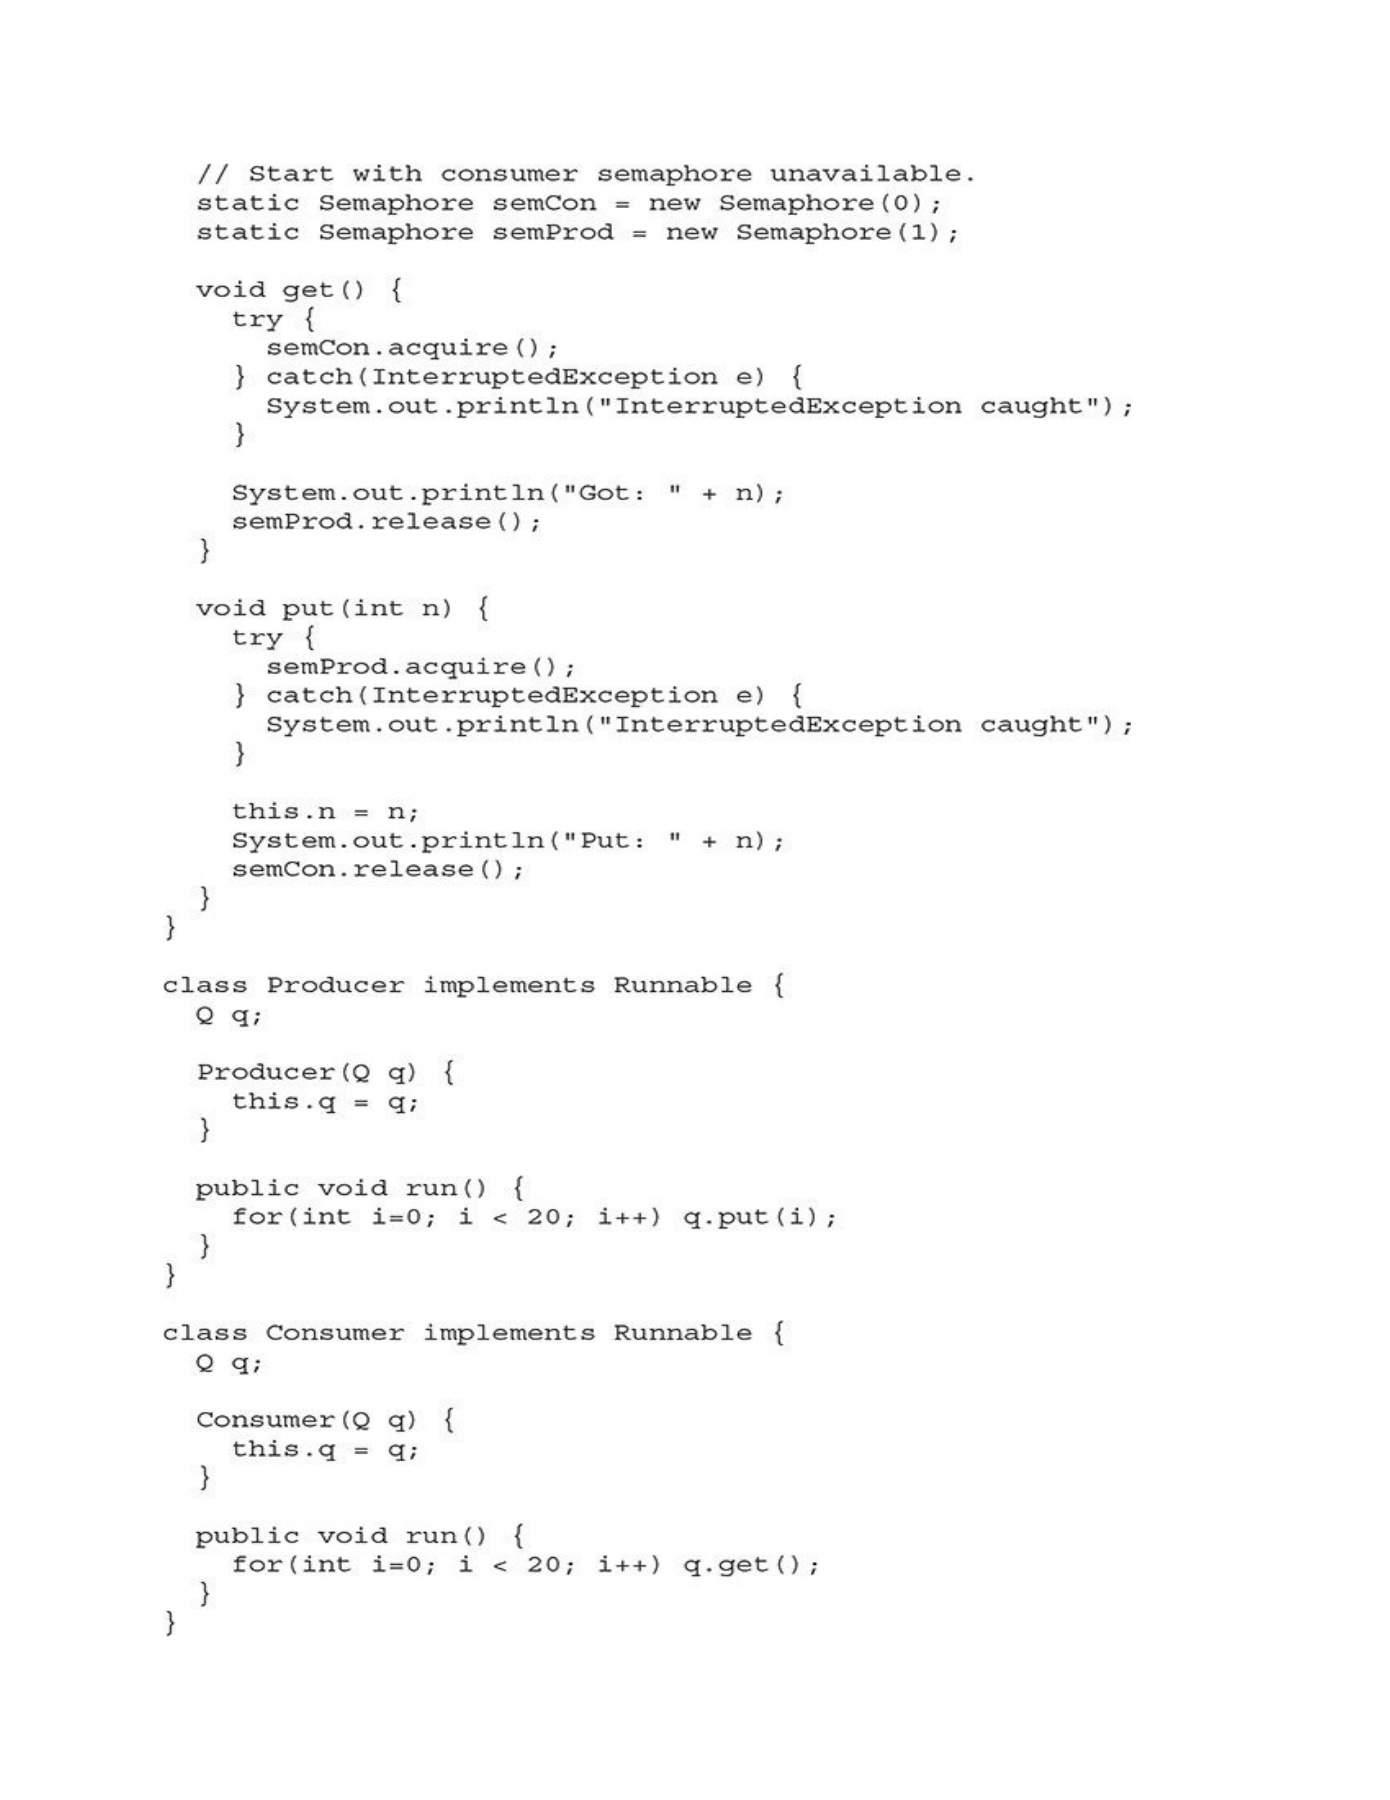 // Start with consumer semaphore unavailable.
static Semaphore semCon = new Semaphore(0);
static Semaphore semProd = new Semaphore(1);
void get() {
try {
semCon.acquire();
} catch(InterruptedException e) {
System.out.println("InterruptedException caught");
}
System.out.println("Got: " + n);
semProd.release();
}
void put(int n) {
try {
semProd.acquire();
} catch(InterruptedException e) {
System.out.println("InterruptedException caught");
}
this.n = n;
System.out.println("Put: " + n);
semCon.release();
}
}
class Producer implements Runnable {
Q q;
Producer(Q q) {
this.q = q;
}
public void run() {
for(int i=0; i < 20; i++) q.put(i);
}
}
class Consumer implements Runnable {
Q q;
Consumer(Q q) {
this.q = q;
}
public void run() {
for(int i=0; i < 20; i++) q.get();
}
}